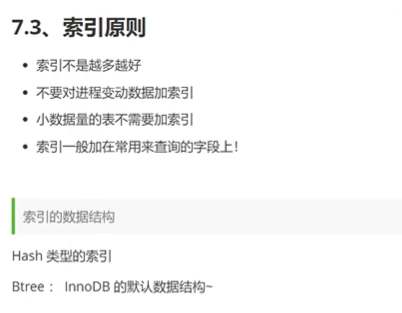 7.3、索引原则
索引不是越多越好
不要对进程变动数据加索引
小数据量的表不需要加索引
索引一般加在常用来查询的字段上！
索引的数据结构
Hash 类型的索引
Btree ： InnoDB 的默认数据结构~